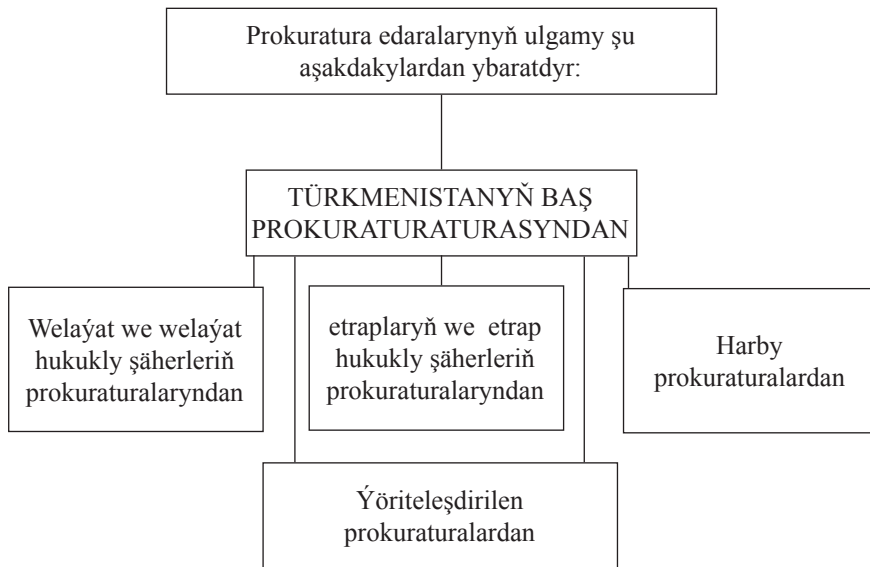 Prokuratura edaralarynyň ulgamy şu
aşakdakylardan ybaratdyr:
TÜRKMENISTANYŇ BAŞ
PROKURATURATURASYNDAN
Welaýat we welaýat
hukukly şäherleriň
prokuraturalaryndan
etraplaryň we etrap
hukukly şäherleriň
prokuraturalaryndan
Harby
prokuraturalardan
Ýöriteleşdirilen
prokuraturalardan